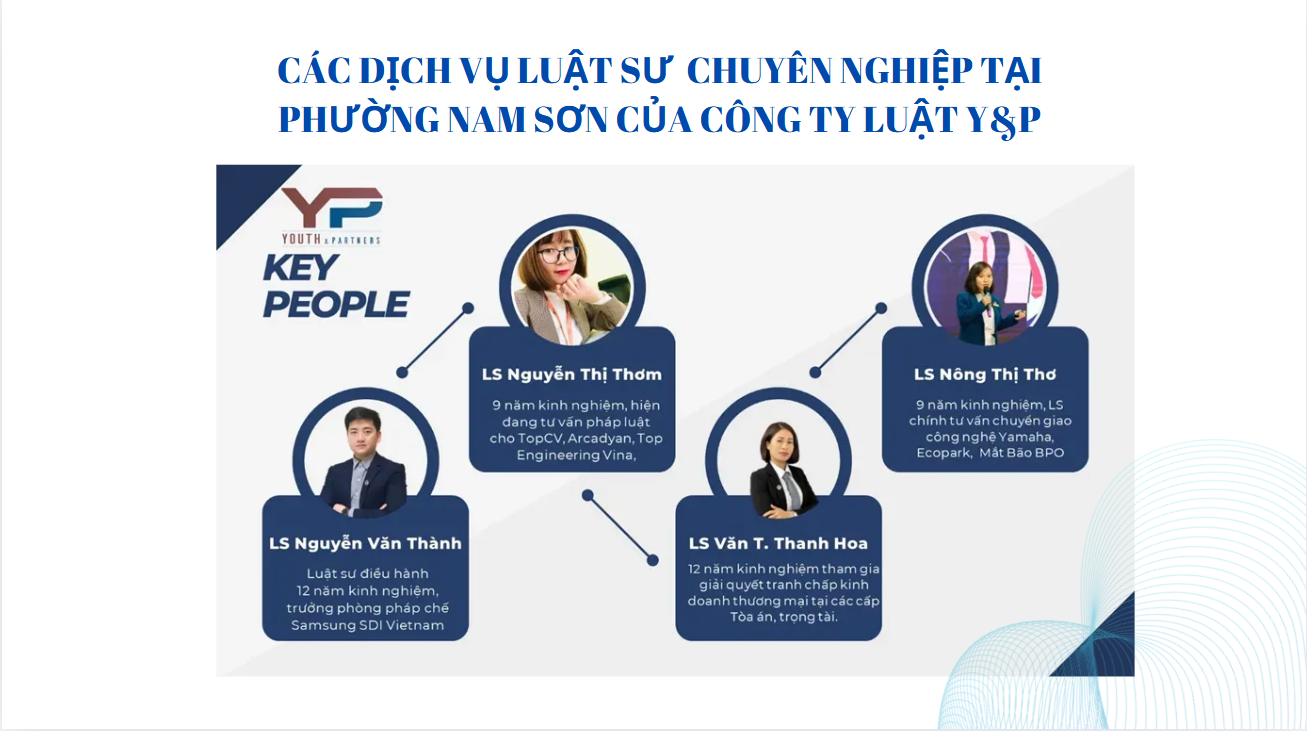 CÁC DỊCH VỤ LUẬT SƯ CHUYÊN NGHIỆP TẠI
PHƯỜNG NAM SƠN CỦA CÔNG TY LUẬT Y&P
YP
YOUTH & PARTNERS
KEY
PEOPLE
LS Nguyễn Văn Thành
Luật sư điều hành
12 năm kinh nghiệm,
trưởng phòng pháp chế
Samsung SDI Vietnam
LS Nguyễn Thị Thơm
9 năm kinh nghiệm, hiện
đang tư vấn pháp luật
cho TopCV, Arcadyan, Top
Engineering Vina,
LS Văn T. Thanh Hoa
12 năm kinh nghiệm tham gia
giải quyết tranh chấp kinh
doanh thương mại tại các cấp
Tòa án, trọng tài.
LS Nông Thị Thơ
9 năm kinh nghiệm, LS
chính tư vấn chuyển giao
công nghệ Yamaha,
Ecopark, Mắt Bão BPO